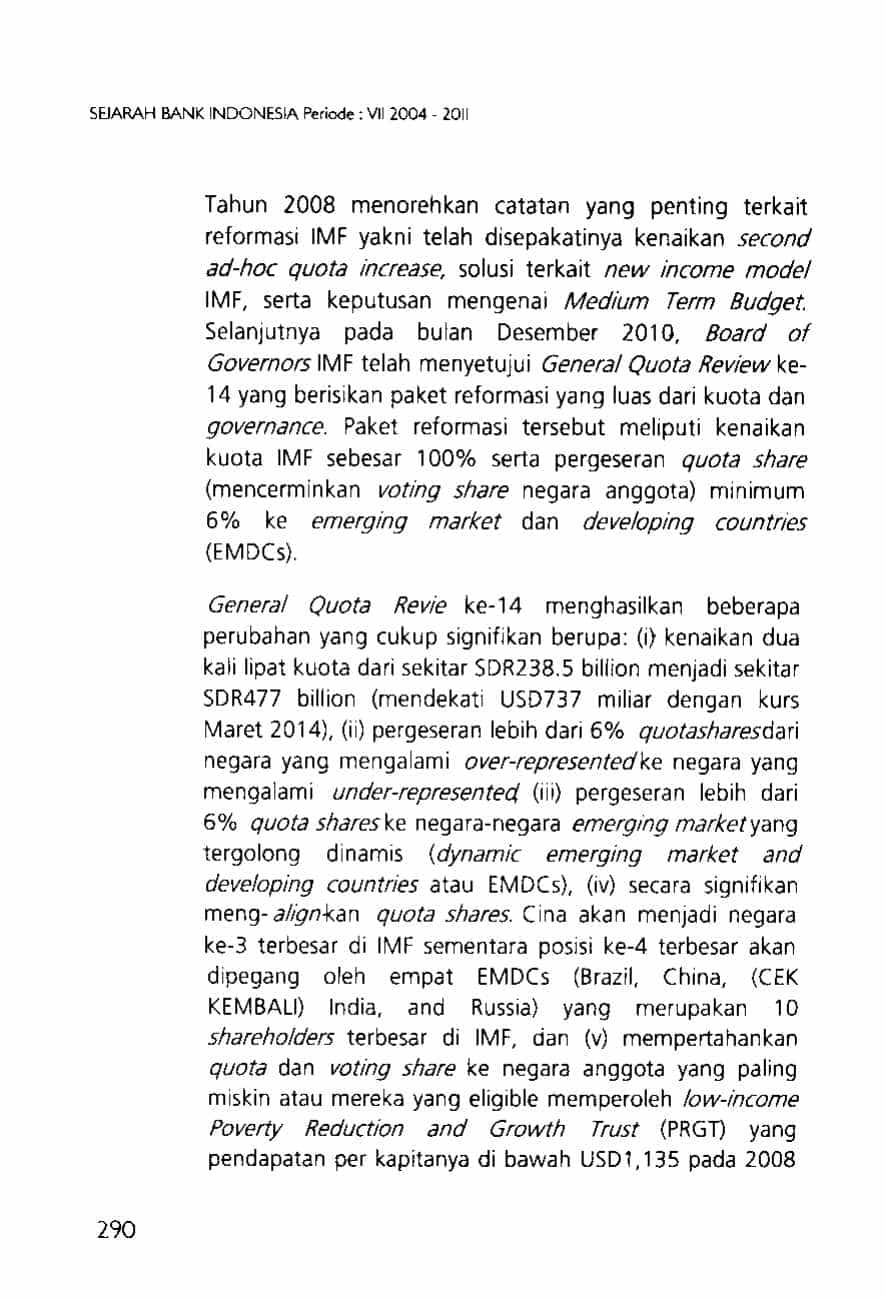 SEJARAH BANK INDONESIA Periode : VII 2004 - 2011
Tahun 2008 menorehkan catatan yang penting terkait
reformasi IMF yakni telah disepakatinya kenaikan second
ad-hoc quota increase, solusi terkait new income model
IMF, serta keputusan mengenai Medium Term Budget.
Selanjutnya pada bulan Desember 2010, Board of
Governors IMF telah menyetujui General Quota Review ke-
14 yang berisikan paket reformasi yang luas dari kuota dan
governance. Paket reformasi tersebut meliputi kenaikan
kuota IMF sebesar 100% serta pergeseran quota share
(mencerminkan voting share negara anggota) minimum
6% ke emerging market dan developing countries
(EMDCs).
General Quota Revie ke-14 menghasilkan beberapa
perubahan yang cukup signifikan berupa: (i) kenaikan dua
kali lipat kuota dari sekitar SDR238.5 billion menjadi sekitar
SDR477 billion (mendekati USD737 miliar dengan kurs
Maret 2014), (ii) pergeseran lebih dari 6% quotasharesdari
negara yang mengalami over-represented ke negara yang
mengalami under-represented, (iii) pergeseran lebih dari
6% quota shares ke negara-negara emerging market yang
tergolong dinamis (dynamic emerging market and
developing countries atau EMDCs), (iv) secara signifikan
meng-align-kan quota shares. Cina akan menjadi negara
ke-3 terbesar di IMF sementara posisi ke-4 terbesar akan
dipegang oleh empat EMDCs (Brazil, China, (CEK
KEMBALI) India, and Russia) yang merupakan 10
shareholders terbesar di IMF, dan (v) mempertahankan
quota dan voting share ke negara anggota yang paling
miskin atau mereka yang eligible memperoleh low-income
Poverty Reduction and Growth Trust (PRGT) yang
pendapatan per kapitanya di bawah USD1,135 pada 2008
290